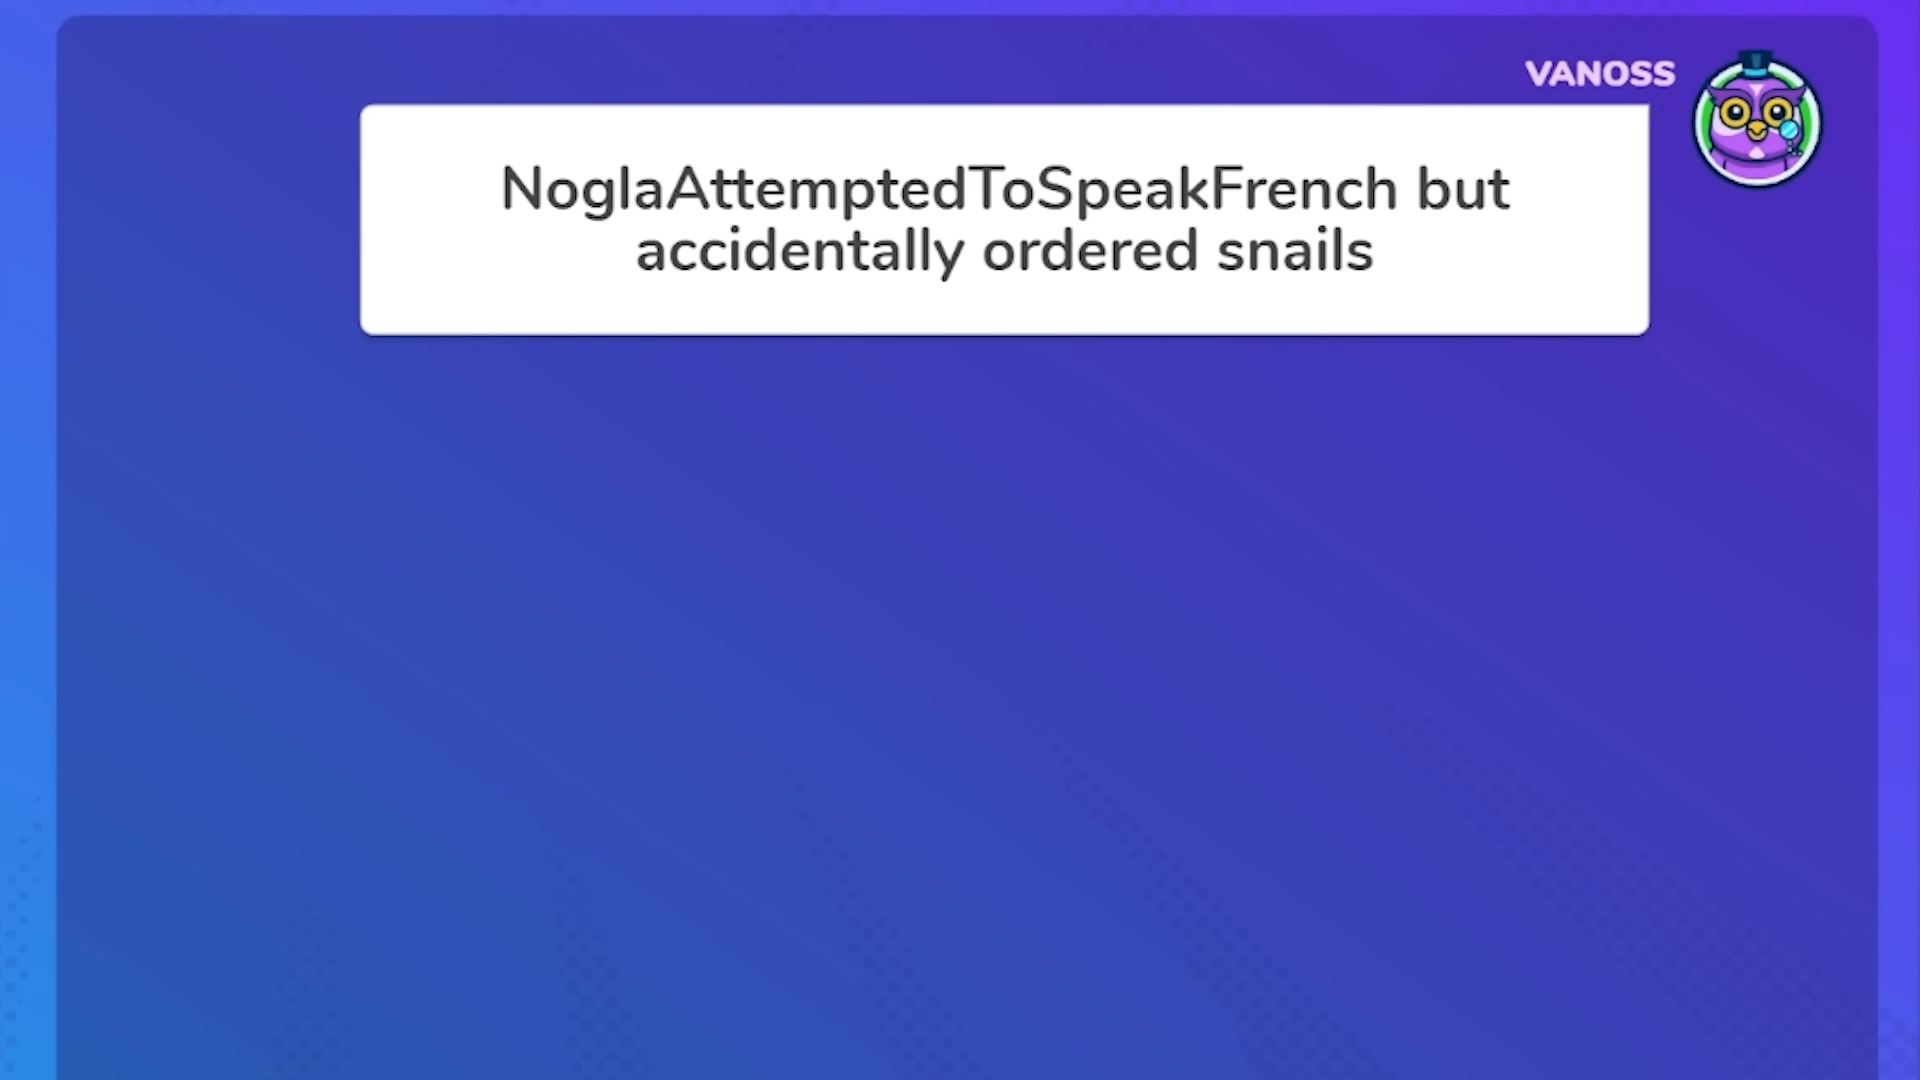 VANOSS
NoglaAttemptedToSpeakFrench but
accidentally ordered snails